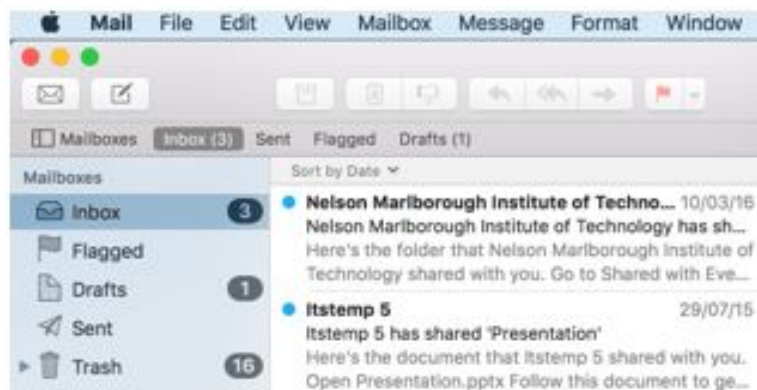 Mail File Edit View Mailbox Message Format Window
Mailboxes Inbox (3) Sent Flagged Drafts (1)
Mailboxes
Sort by Date
Inbox 3
Flagged
Drafts 1
Sent
Trash 16
Nelson Marlborough Institute of Techno... 10/03/16
Nelson Marlborough Institute of Technology has sh...
Here's the folder that Nelson Marlborough Institute of
Technology shared with you. Go to Shared with Eve...
Itstemp 5 29/07/15
Itstemp 5 has shared 'Presentation'
Here's the document that Itstemp 5 shared with you.
Open Presentation.pptx Follow this document to ge...